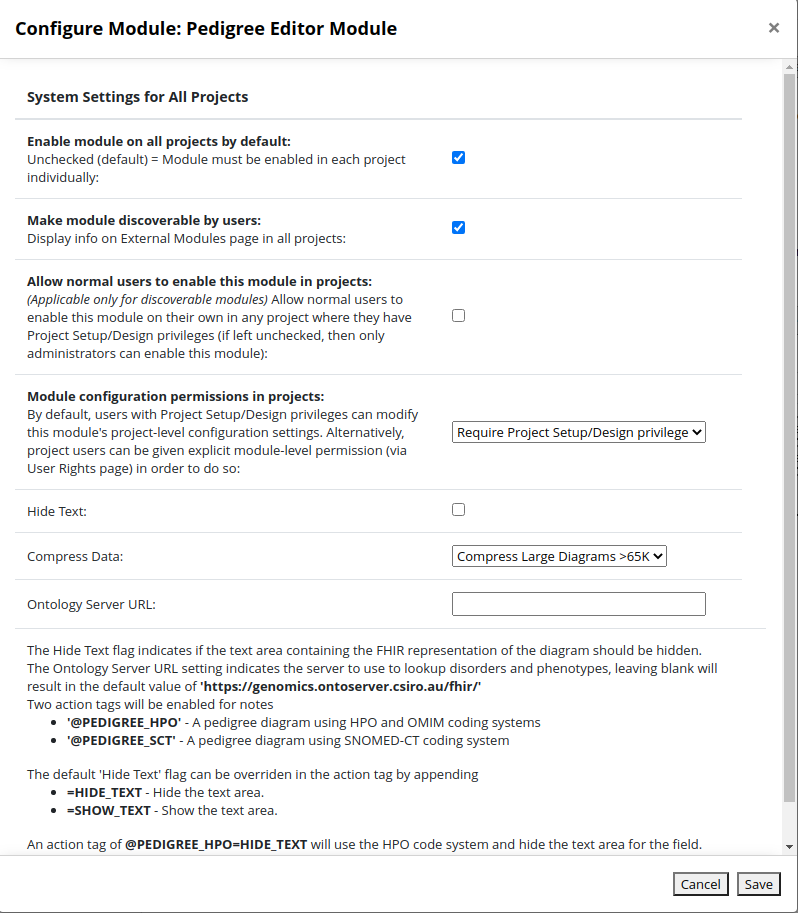 Configure Module: Pedigree Editor Module
×
System Settings for All Projects
Enable module on all projects by default:
Unchecked (default) = Module must be enabled in each project
individually:
Make module discoverable by users:
Display info on External Modules page in all projects:
Allow normal users to enable this module in projects:
(Applicable only for discoverable modules) Allow normal users to
enable this module on their own in any project where they have
Project Setup/Design privileges (if left unchecked, then only
administrators can enable this module):
Module configuration permissions in projects:
By default, users with Project Setup/Design privileges can modify
this module's project-level configuration settings. Alternatively,
project users can be given explicit module-level permission (via
User Rights page) in order to do so:
Require Project Setup/Design privilege
Hide Text:
Compress Data:
Compress Large Diagrams >65K
Ontology Server URL:
The Hide Text flag indicates if the text area containing the FHIR representation of the diagram should be hidden.
The Ontology Server URL setting indicates the server to use to lookup disorders and phenotypes, leaving blank will
result in the default value of 'https://genomics.ontoserver.csiro.au/fhir/'
Two action tags will be enabled for notes
• '@PEDIGREE_HPO' - A pedigree diagram using HPO and OMIM coding systems
• '@PEDIGREE_SCT' - A pedigree diagram using SNOMED-CT coding system
The default 'Hide Text' flag can be overriden in the action tag by appending
• =HIDE_TEXT - Hide the text area.
• =SHOW_TEXT - Show the text area.
An action tag of @PEDIGREE_HPO=HIDE_TEXT will use the HPO code system and hide the text area for the field.
Cancel
Save